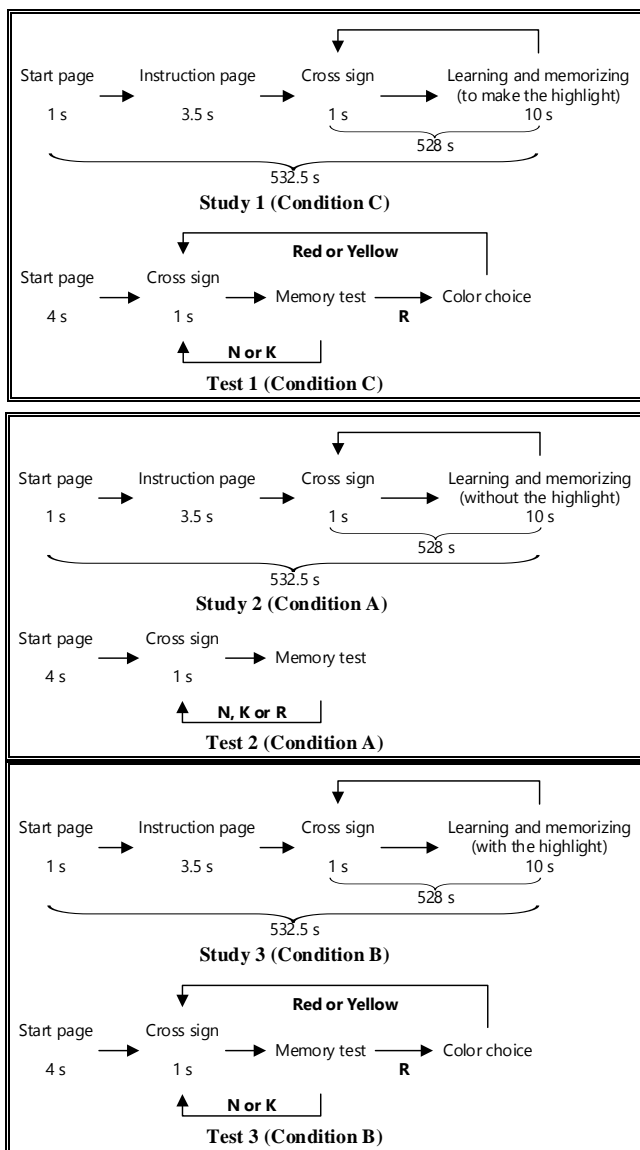 Start page Instruction page Cross sign Learning and memorizing
(to make the highlight)
1 s 3.5 s 1 s 10 s
528 s
532.5 s
Study 1 (Condition C)
Red or Yellow
Start page Cross sign
Memory test Color choice
4 s 1 s R
N or K
Test 1 (Condition C)
Start page Instruction page Cross sign Learning and memorizing
(without the highlight)
1 s 3.5 s 1 s 10 s
528 s
532.5 s
Study 2 (Condition A)
Start page Cross sign
Memory test
4 s 1 s
N, K or R
Test 2 (Condition A)
Start page Instruction page Cross sign Learning and memorizing
(with the highlight)
1 s 3.5 s 1 s 10 s
528 s
532.5 s
Study 3 (Condition B)
Red or Yellow
Start page Cross sign
Memory test Color choice
4 s 1 s R
N or K
Test 3 (Condition B)